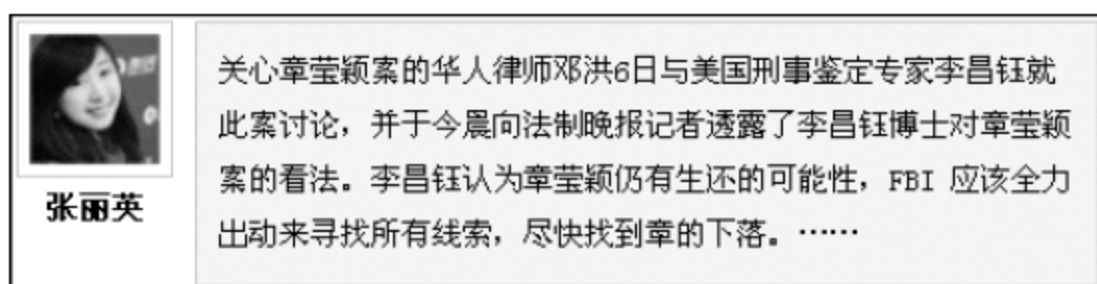 关心章莹颖案的华人律师邓洪6日与美国刑事鉴定专家李昌钰就
此案讨论，并于今晨向法制晚报记者透露了李昌钰博士对章莹颖
案的看法。李昌钰认为章莹颖仍有生还的可能性，FBI 应该全力
出动来寻找所有线索，尽快找到章的下落。……
张丽英